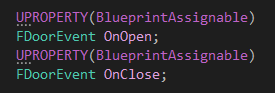 UPROPERTY(BlueprintAssignable)
FDoorEvent OnOpen;
UPROPERTY(BlueprintAssignable)
FDoorEvent OnClose;